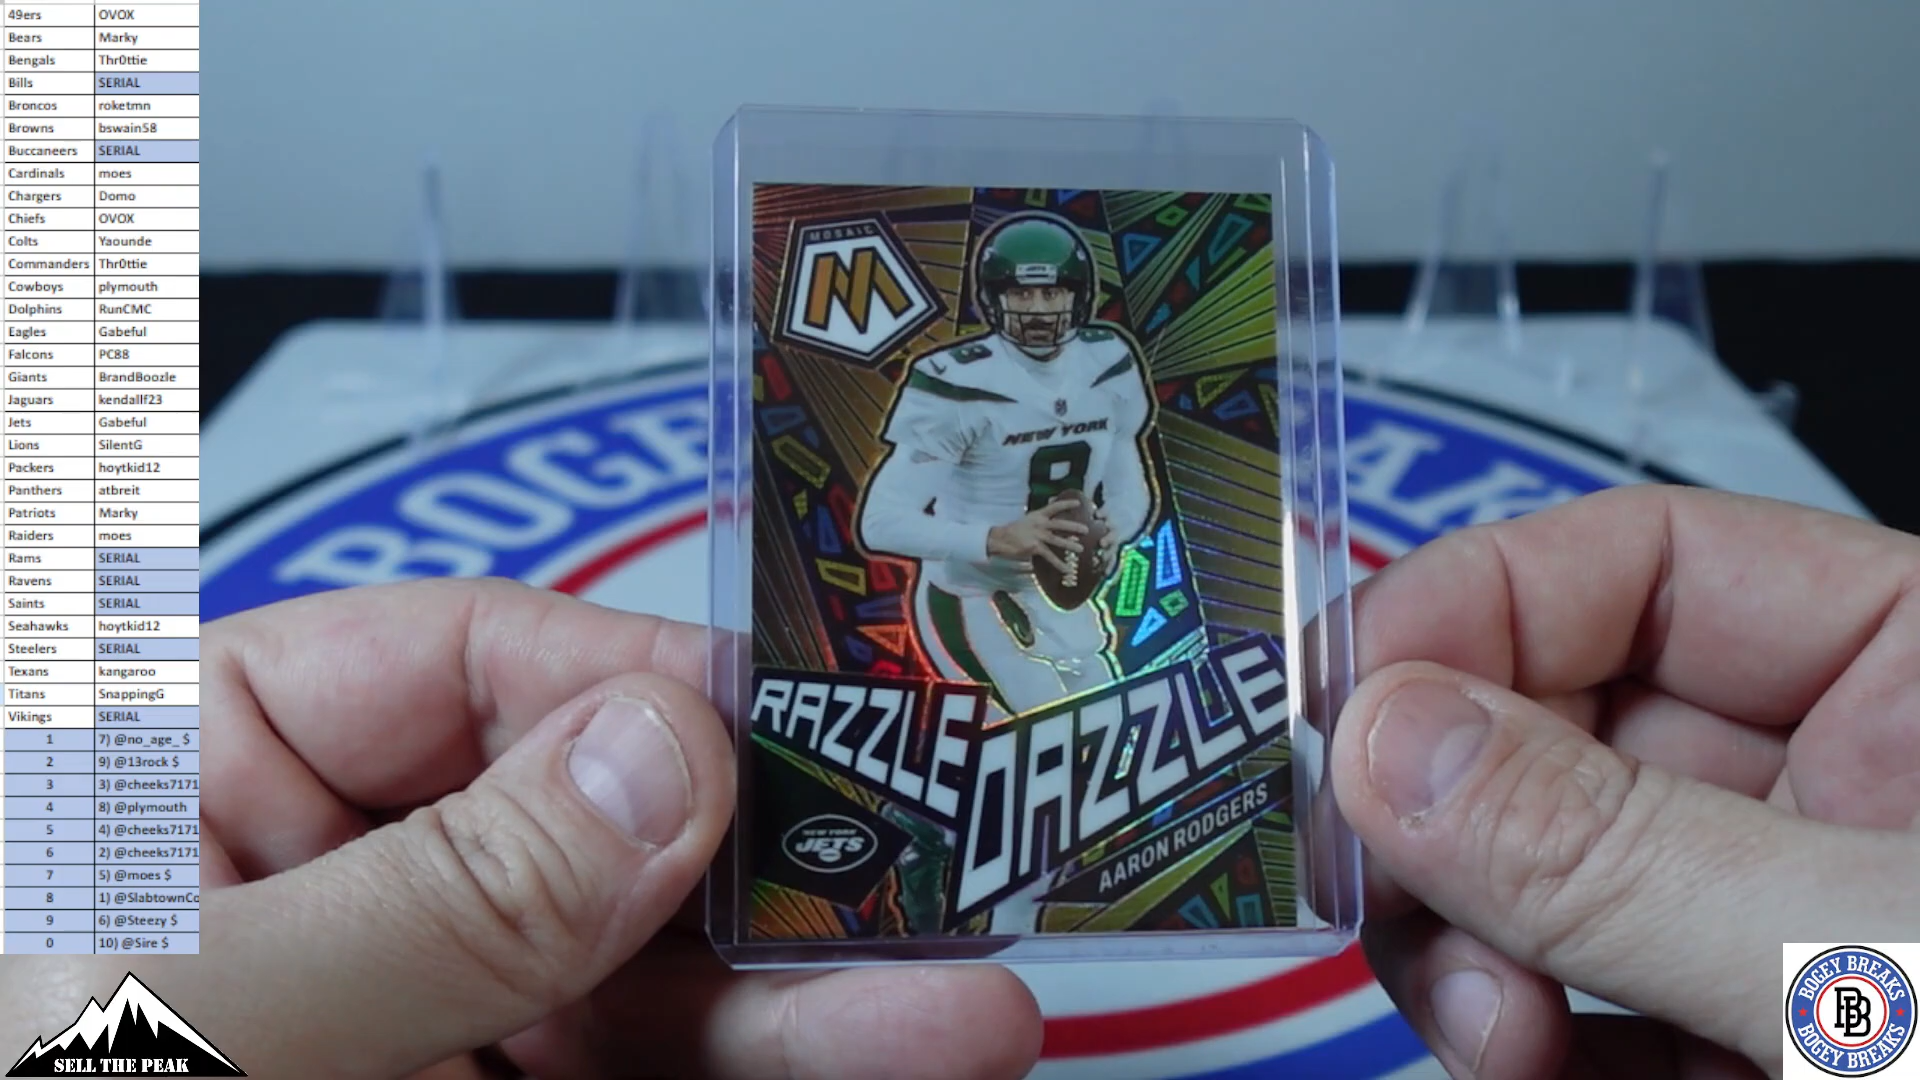 49ers OVOX
Bears Marky
Bengals Thr0ttie
Bills SERIAL
Broncos roketmn
Browns bswain58
Buccaneers SERIAL
Cardinals moes
Chargers Domo
Chiefs OVOX
Colts Yaounde
Commanders Thr0ttie
Cowboys plymouth
Dolphins RunCMC
Eagles Gabeful
Falcons PC88
Giants BrandBoozle
Jaguars kendallf23
Jets Gabeful
Lions SilentG
Packers hoytkid12
Panthers atbreit
Patriots Marky
Raiders moes
Rams SERIAL
Ravens SERIAL
Saints SERIAL
Seahawks hoytkid12
Steelers SERIAL
Texans kangaroo
Titans SnappingG
Vikings SERIAL
1 7) @no_age_ $
2 9) @13rock $
3 3) @cheeks7171
4 8) @plymouth
5 4) @cheeks7171
6 2) @cheeks7171
7 5) @moes $
8 1) @SlabtownCo
9 6) @Steezy $
0 10) @Sire $
SELL THE PEAK
MOSAIC
M
JETS
8 8
NEW YORK
8
RAZZLE
DAZZLE
NEW YORK
JETS
AARON RODGERS
BOGE
EAK
BOGEY BREAKS
BB
BOGEY BREAKS